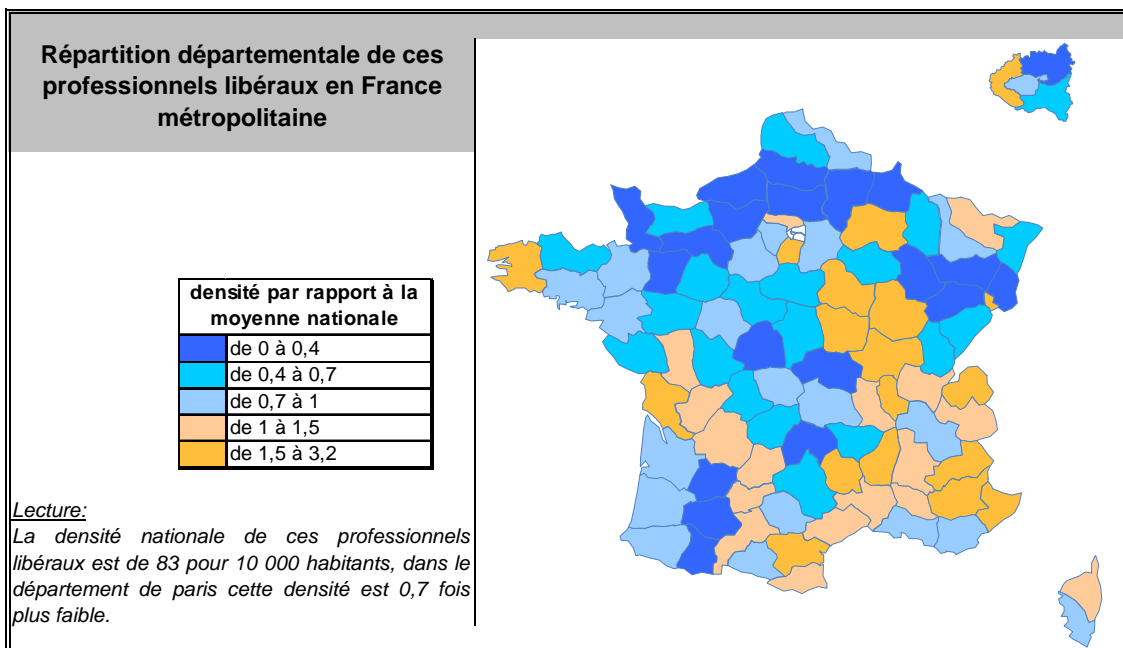 Répartition départementale de ces
professionnels libéraux en France
métropolitaine
densité par rapport à la
moyenne nationale
de 0 à 0,4
de 0,4 à 0,7
de 0,7 à 1
de 1 à 1,5
de 1,5 à 3,2
Lecture:
La densité nationale de ces professionnels
libéraux est de 83 pour 10 000 habitants, dans le
département de paris cette densité est 0,7 fois
plus faible.